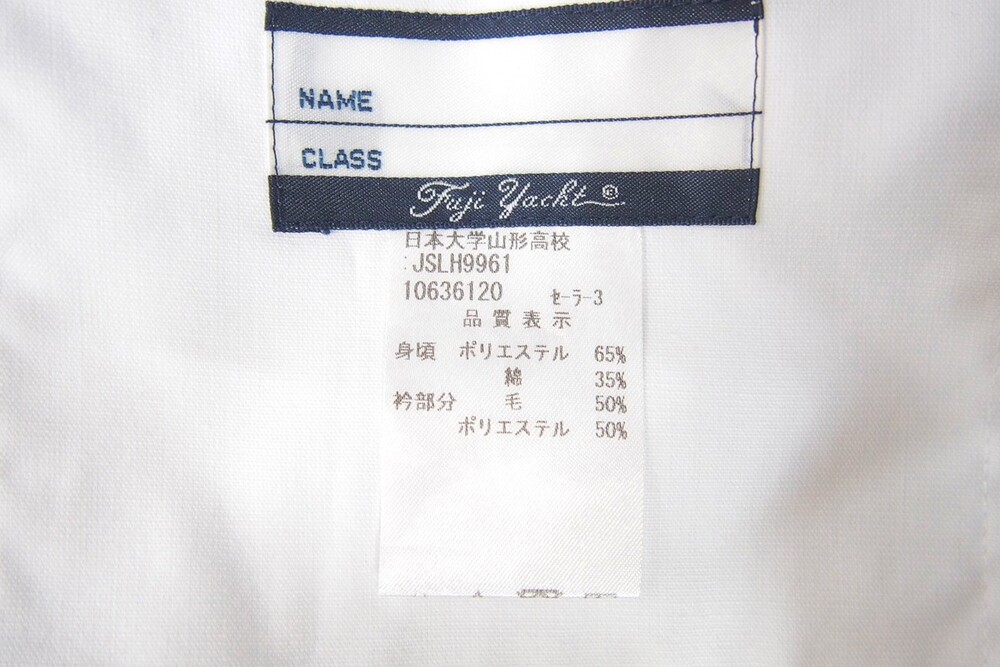 NAME
CLASS
Fuji Yacht®
日本大学山形高校
:JSLH9961
10636120 ｾｰﾗｰ3
品質表示
身頃 ポリエステル 65%
綿 35%
衿部分 毛 50%
ポリエステル 50%